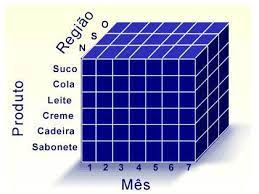 Região
N S O
Produto
Suco
Cola
Leite
Creme
Cadeira
Sabonete
1 2 3 4 5 6 7
Mês